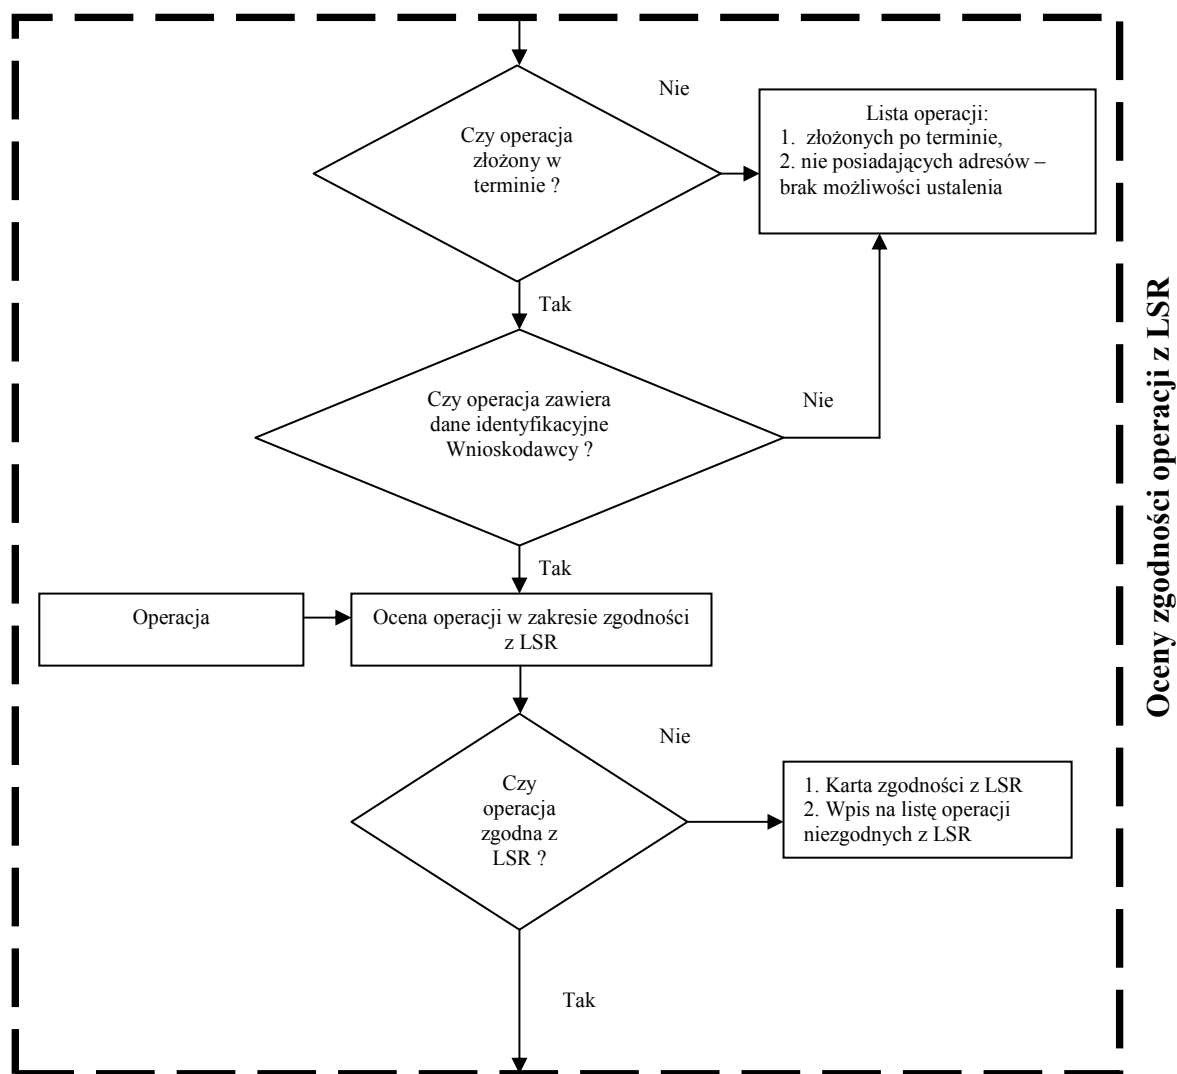 Nie
Czy operacja
złożony w
terminie ?
Lista operacji:
1. złożonych po terminie,
2. nie posiadających adresów –
brak możliwości ustalenia
Tak
Czy operacja zawiera
dane identyfikacyjne
Wnioskodawcy ?
Nie
Tak
Operacja
Ocena operacji w zakresie zgodności
z LSR
Nie
Czy
operacja
zgodna z
LSR ?
1. Karta zgodności z LSR
2. Wpis na listę operacji
niezgodnych z LSR
Tak
Oceny zgodności operacji z LSR